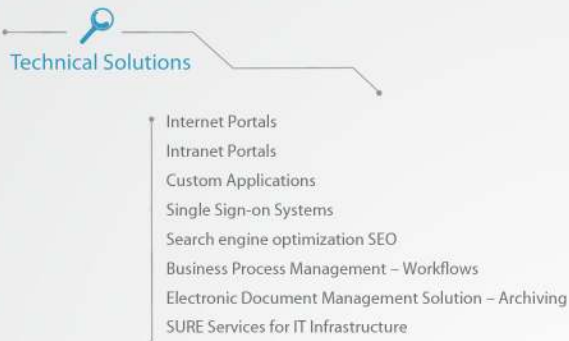 Technical Solutions
Internet Portals
Intranet Portals
Custom Applications
Single Sign-on Systems
Search engine optimization SEO
Business Process Management – Workflows
Electronic Document Management Solution – Archiving
SURE Services for IT Infrastructure